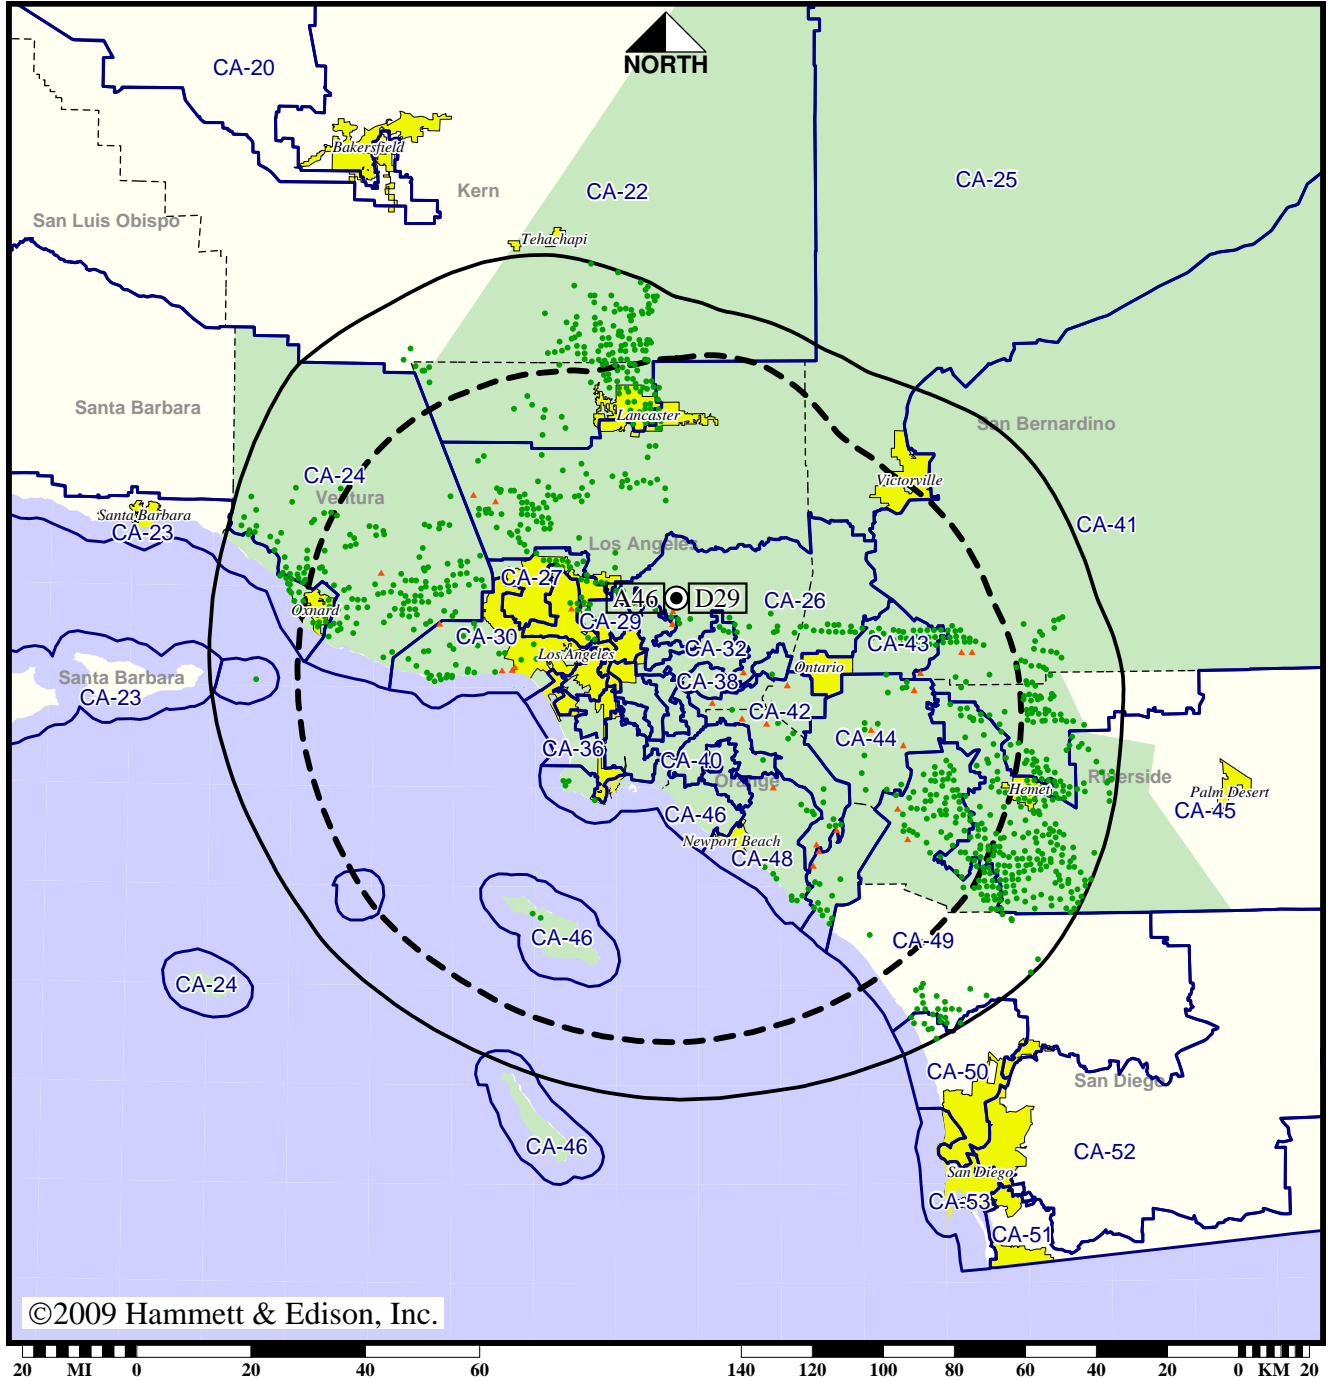 NORTH
CA-20
Bakersfield
Kern
CA-22
CA-25
San Luis Obispo
Tehachapi
Santa Barbara
Lancaster
San Bernardino
CA-24
Ventura
Victorville
Santa Barbara
CA-23
CA-41
Los Angeles
CA-27
A46
D29
CA-26
Oxnard
CA-29
CA-30
CA-32
CA-43
Los Angeles
Ontario
Santa Barbara
CA-23
CA-38
CA-42
CA-36
CA-44
CA-40
Orange
Riverside
Hemet
Palm Desert
CA-45
CA-46
Newport Beach
CA-48
CA-46
CA-49
CA-24
CA-50
San Diego
CA-46
CA-52
San Diego
CA-53
CA-51
©2009 Hammett & Edison, Inc.
20 MI 0 20 40 60 140 120 100 80 60 40 20 0 KM 20